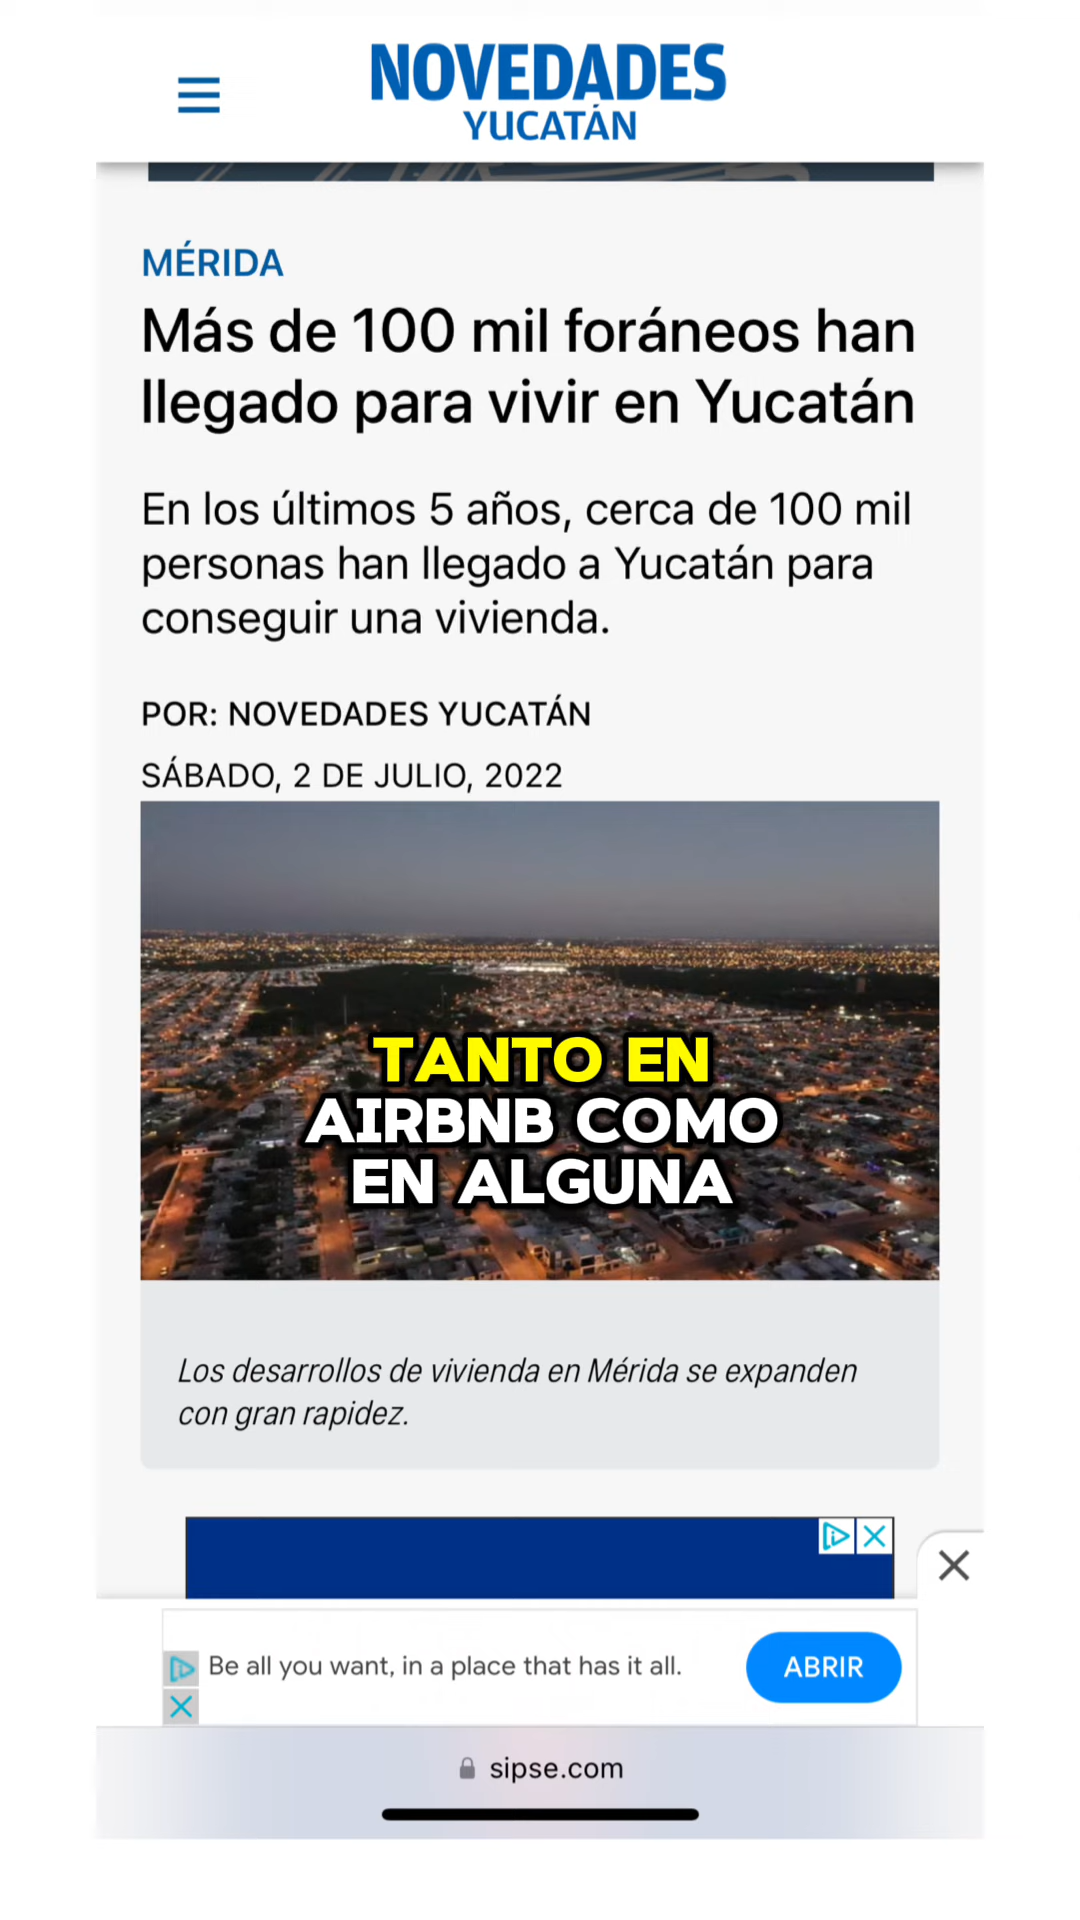 NOVEDADES
YUCATÁN
MÉRIDA
Más de 100 mil foráneos han
llegado para vivir en Yucatán
En los últimos 5 años, cerca de 100 mil
personas han llegado a Yucatán para
conseguir una vivienda.
POR: NOVEDADES YUCATÁN
SÁBADO, 2 DE JULIO, 2022
TANTO EN
AIRBNB COMO
EN ALGUNA
Los desarrollos de vivienda en Mérida se expanden
con gran rapidez.
Be all you want, in a place that has it all.
ABRIR
sipse.com